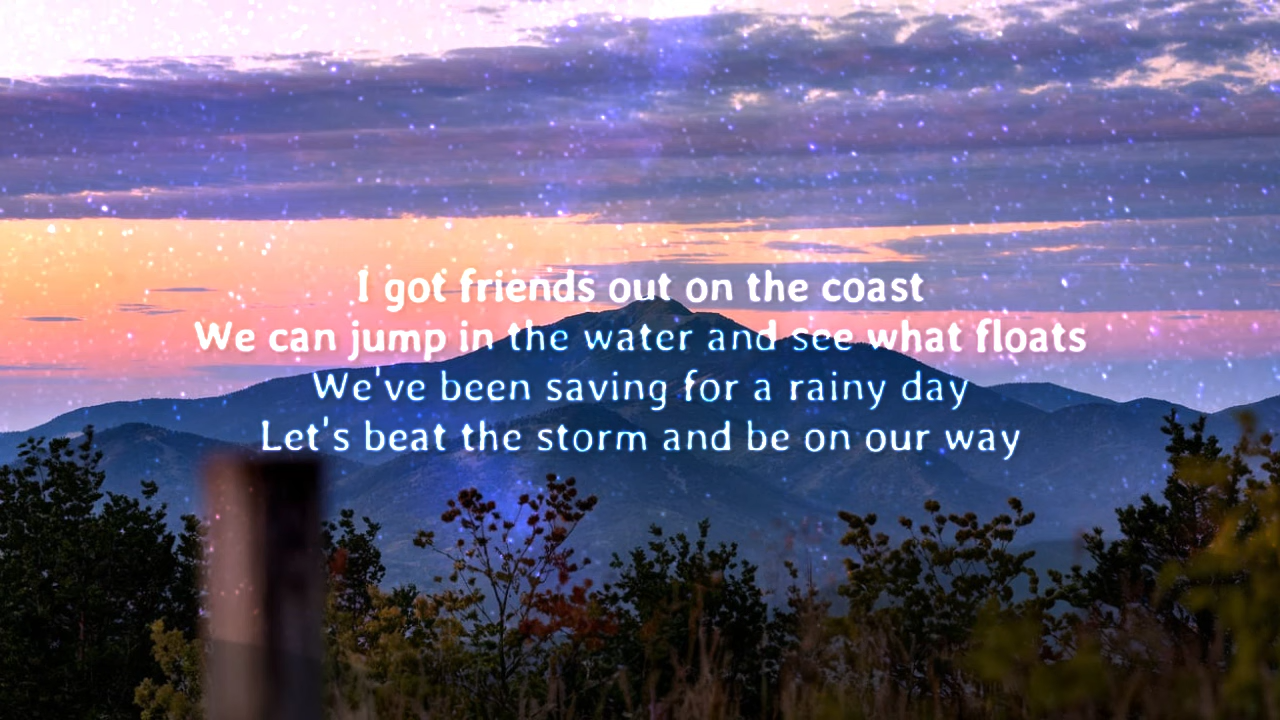 I got friends out on the coast
We can jump in the water and see what floats
We've been saving for a rainy day
Let's beat the storm and be on our way